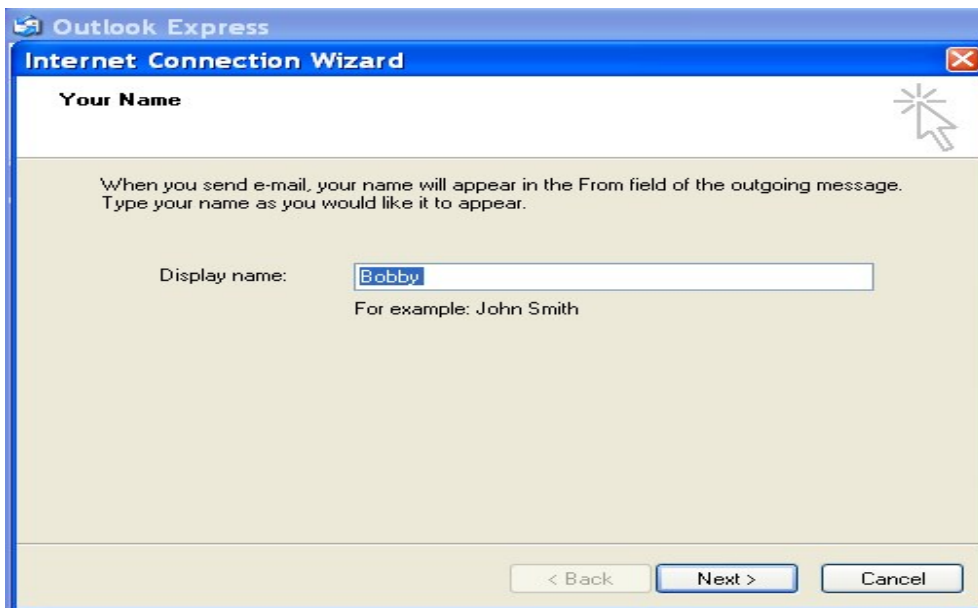 Outlook Express
Internet Connection Wizard
Your Name
When you send e-mail, your name will appear in the From field of the outgoing message.
Type your name as you would like it to appear.
Display name: Bobby
For example: John Smith
< Back Next > Cancel